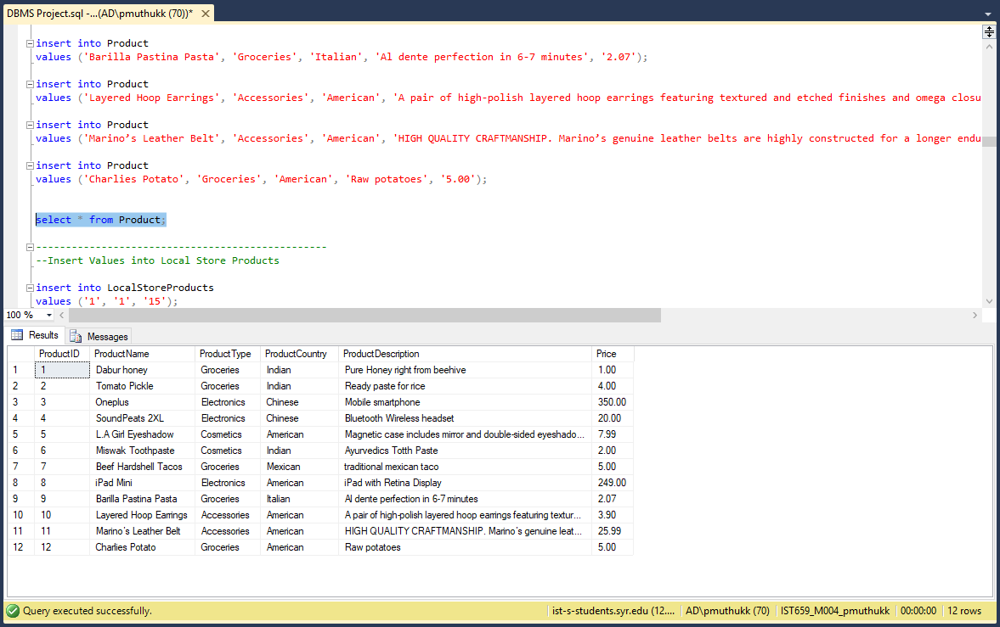 DBMS Project.sql -...(AD\pmuthukk (70))*
insert into Product
values ('Barilla Pastina Pasta', 'Groceries', 'Italian', 'Al dente perfection in 6-7 minutes', '2.07');
insert into Product
values ('Layered Hoop Earrings', 'Accessories', 'American', 'A pair of high-polish layered hoop earrings featuring textured and etched finishes and omega closu
insert into Product
values ('Marino’s Leather Belt', 'Accessories', 'American', 'HIGH QUALITY CRAFTMANSHIP. Marino’s genuine leather belts are highly constructed for a longer endu
insert into Product
values ('Charlies Potato', 'Groceries', 'American', 'Raw potatoes', '5.00');
select * from Product;
-------------------------------------------------
--Insert Values into Local Store Products
insert into LocalStoreProducts
values ('1', '1', '15');
100 %
Results Messages
ProductID ProductName ProductType ProductCountry ProductDescription Price
1 1 Dabur honey Groceries Indian Pure Honey right from beehive 1.00
2 2 Tomato Pickle Groceries Indian Ready paste for rice 4.00
3 3 Oneplus Electronics Chinese Mobile smartphone 350.00
4 4 SoundPeats 2XL Electronics Chinese Bluetooth Wireless headset 20.00
5 5 L.A Girl Eyeshadow Cosmetics American Magnetic case includes mirror and double-sided eyeshado... 7.99
6 6 Miswak Toothpaste Cosmetics Indian Ayurvedics Totth Paste 2.00
7 7 Beef Hardshell Tacos Groceries Mexican traditional mexican taco 5.00
8 8 iPad Mini Electronics American iPad with Retina Display 249.00
9 9 Barilla Pastina Pasta Groceries Italian Al dente perfection in 6-7 minutes 2.07
10 10 Layered Hoop Earrings Accessories American A pair of high-polish layered hoop earrings featuring textur... 3.90
11 11 Marino’s Leather Belt Accessories American HIGH QUALITY CRAFTMANSHIP. Marino’s genuine leat... 25.99
12 12 Charlies Potato Groceries American Raw potatoes 5.00
Query executed successfully. ist-s-students.syr.edu (12.... AD\pmuthukk (70) IST659_M004_pmuthukk 00:00:00 12 rows